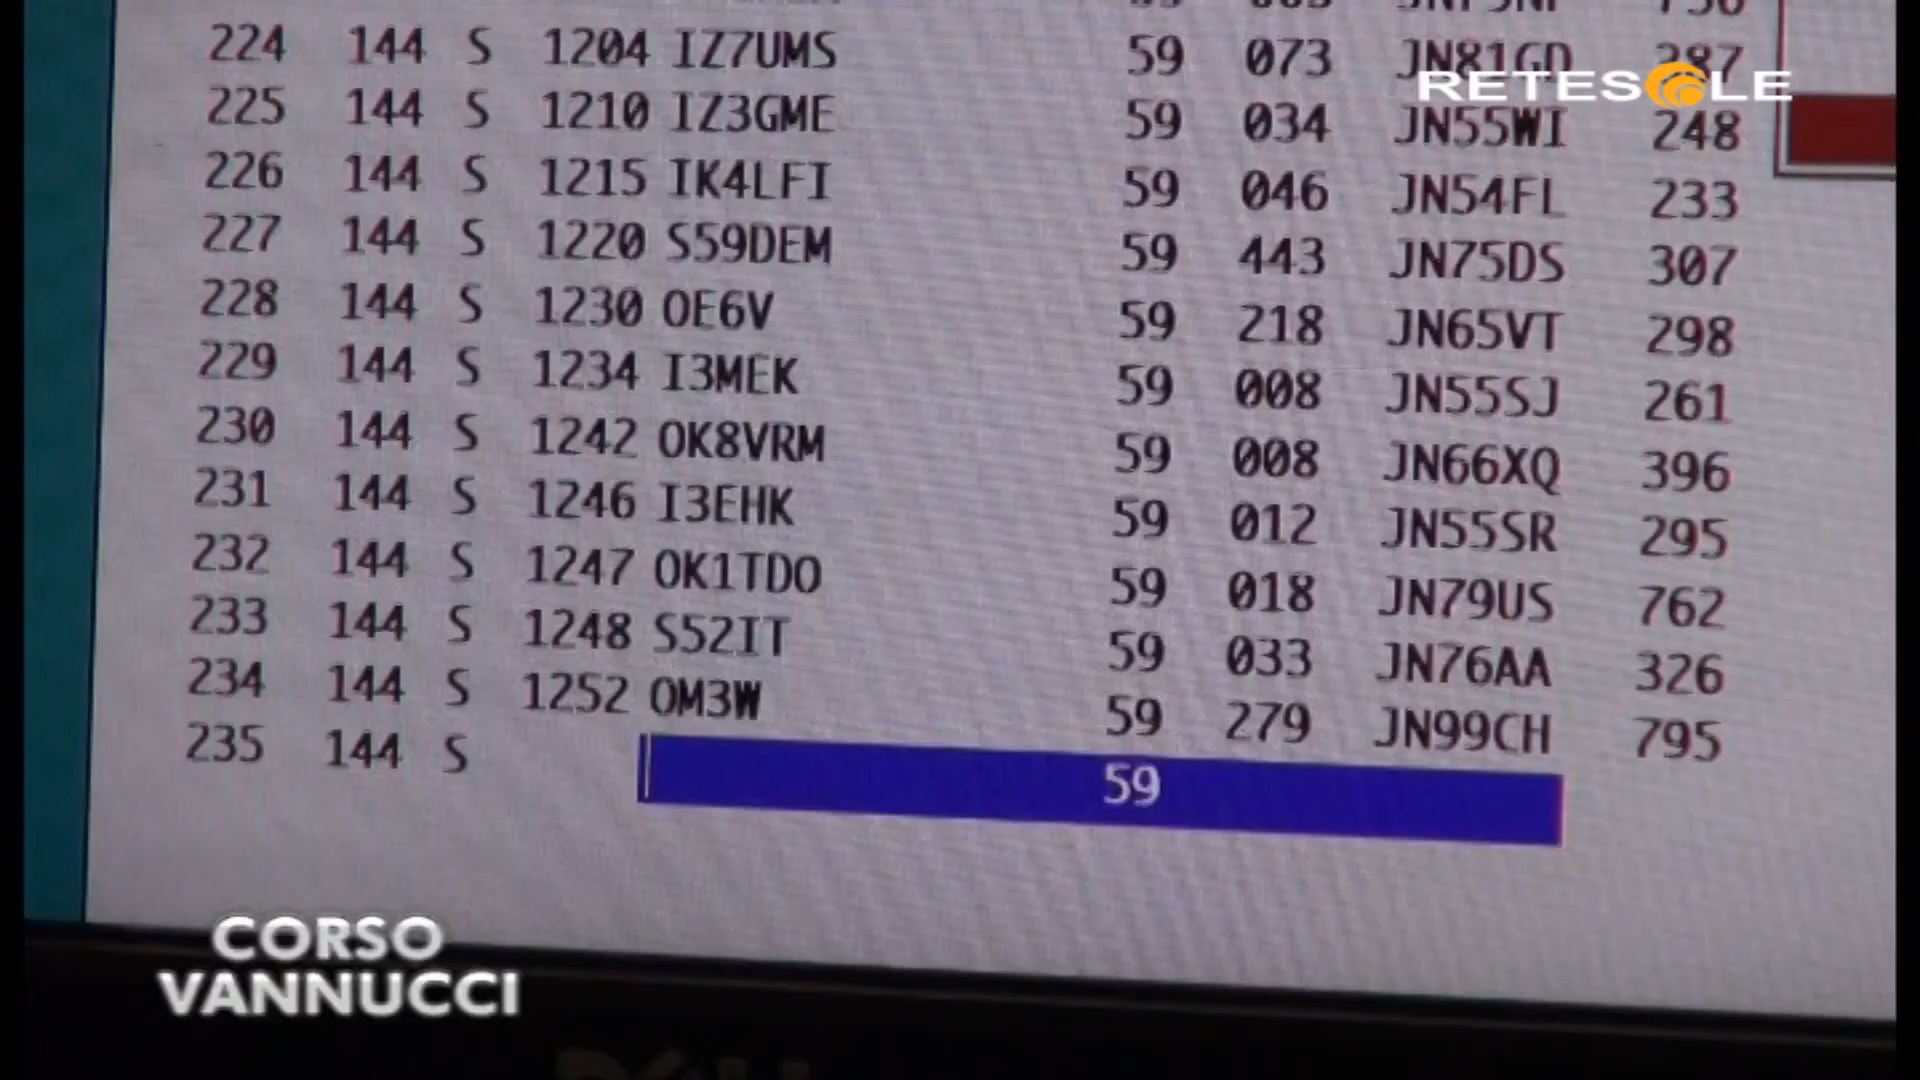 224 144 S 1204 IZ7UMS 59 073 JN81GD 287
RETESOLE
225 144 S 1210 IZ3GME 59 034 JN55WI 248
226 144 S 1215 IK4LFI 59 046 JN54FL 233
227 144 S 1220 S59DEM 59 443 JN75DS 307
228 144 S 1230 OE6V 59 218 JN65VT 298
229 144 S 1234 I3MEK 59 008 JN55SJ 261
230 144 S 1242 OK8VRM 59 008 JN66XQ 396
231 144 S 1246 I3EHK 59 012 JN55SR 295
232 144 S 1247 OK1TDO 59 018 JN79US 762
233 144 S 1248 S52IT 59 033 JN76AA 326
234 144 S 1252 OM3W 59 279 JN99CH 795
235 144 S 59
CORSO
VANNUCCI